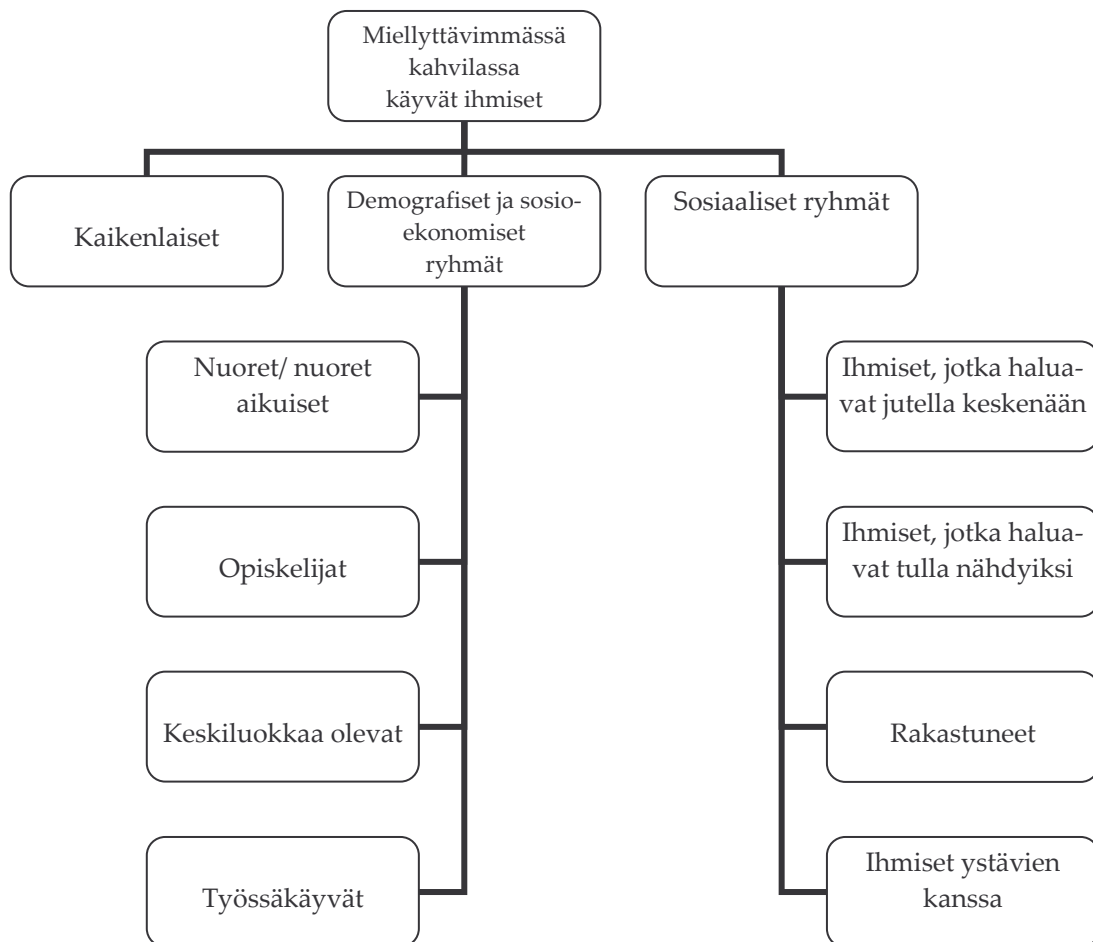 Miellyttävimmässä
kahvilassa
käyvät ihmiset
Kaikenlaiset
Demografiset ja sosio-
ekonomiset
ryhmät
Sosiaaliset ryhmät
Nuoret/ nuoret
aikuiset
Opiskelijat
Keskiluokkaa olevat
Työssäkäyvät
Ihmiset, jotka halua-
vat jutella keskenään
Ihmiset, jotka halua-
vat tulla nähdyiksi
Rakastuneet
Ihmiset ystävien
kanssa